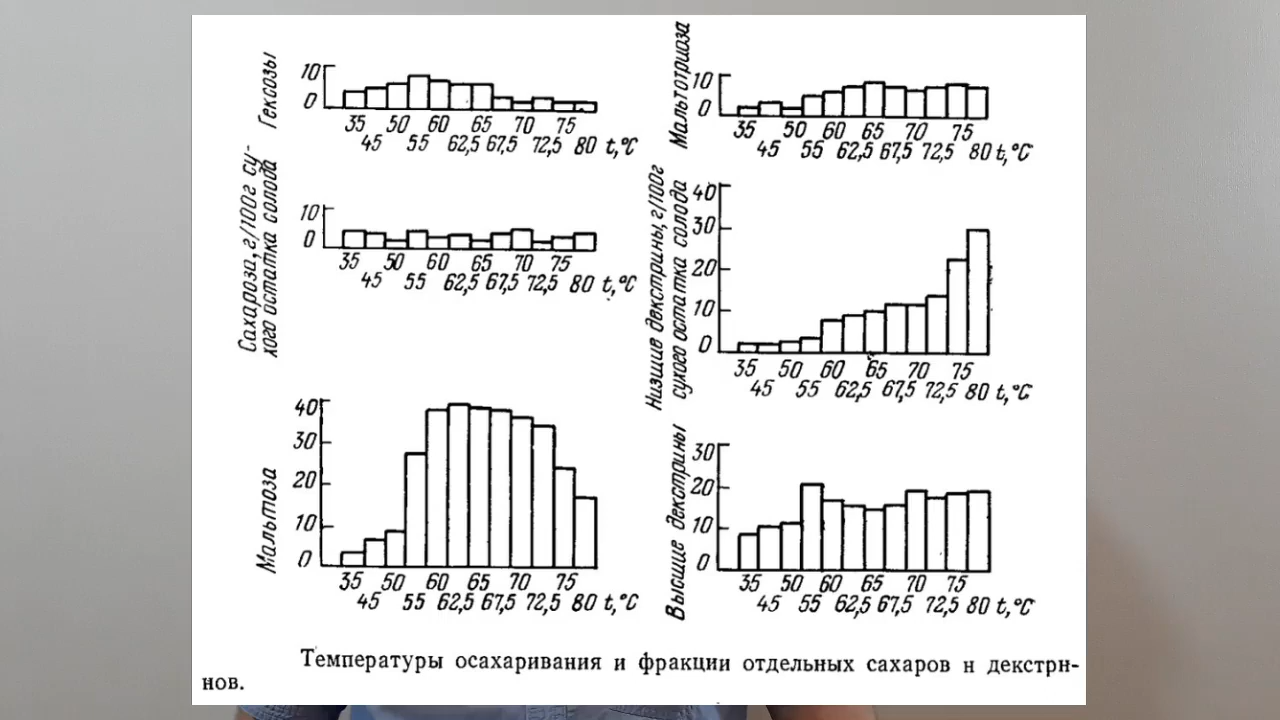 Гексозы
10
0
35 50 60 65 70 75
45 55 62,5 67,5 72,5 80 t,°C
Сахароза, г/100г су-
хого остатка солода
10
0
35 50 60 65 70 75
45 55 62,5 67,5 72,5 80 t,°C
Мальтоза
40
30
20
10
0
35 50 60 65 70 75
45 55 62,5 67,5 72,5 80 t,°C
Мальтотриоза
10
0
35 50 60 65 70 75
45 55 62,5 67,5 72,5 80 t,°C
Низшие декстрины, г/100г
сухого остатка солода
40
30
20
10
0
35 50 60 65 70 75
45 55 62,5 67,5 72,5 80 t,°C
Высшие декстрины
30
20
10
0
35 50 60 65 70 75
45 55 62,5 67,5 72,5 80 t,°C
Температуры осахаривания и фракции отдельных сахаров и декстри-
нов.